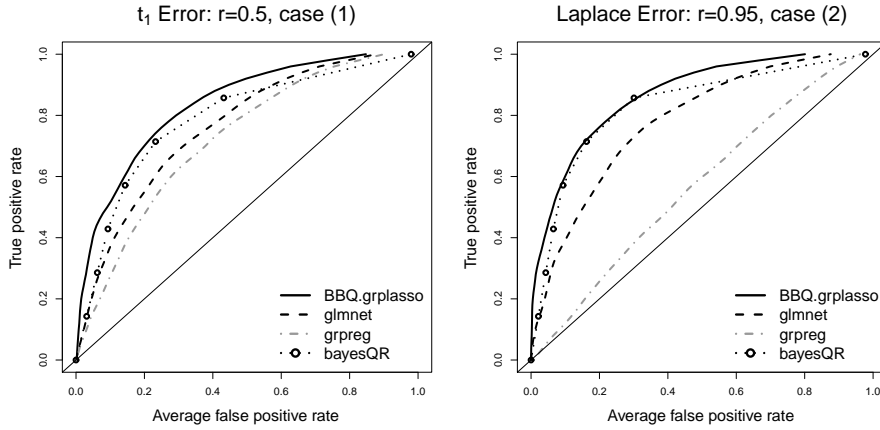 t₁ Error: r=0.5, case (1)
True positive rate
1.0
0.8
0.6
0.4
0.2
0.0
BBQ.grplasso
glmnet
grpreg
bayesQR
0.0 0.2 0.4 0.6 0.8 1.0
Average false positive rate
Laplace Error: r=0.95, case (2)
True positive rate
1.0
0.8
0.6
0.4
0.2
0.0
BBQ.grplasso
glmnet
grpreg
bayesQR
0.0 0.2 0.4 0.6 0.8 1.0
Average false positive rate